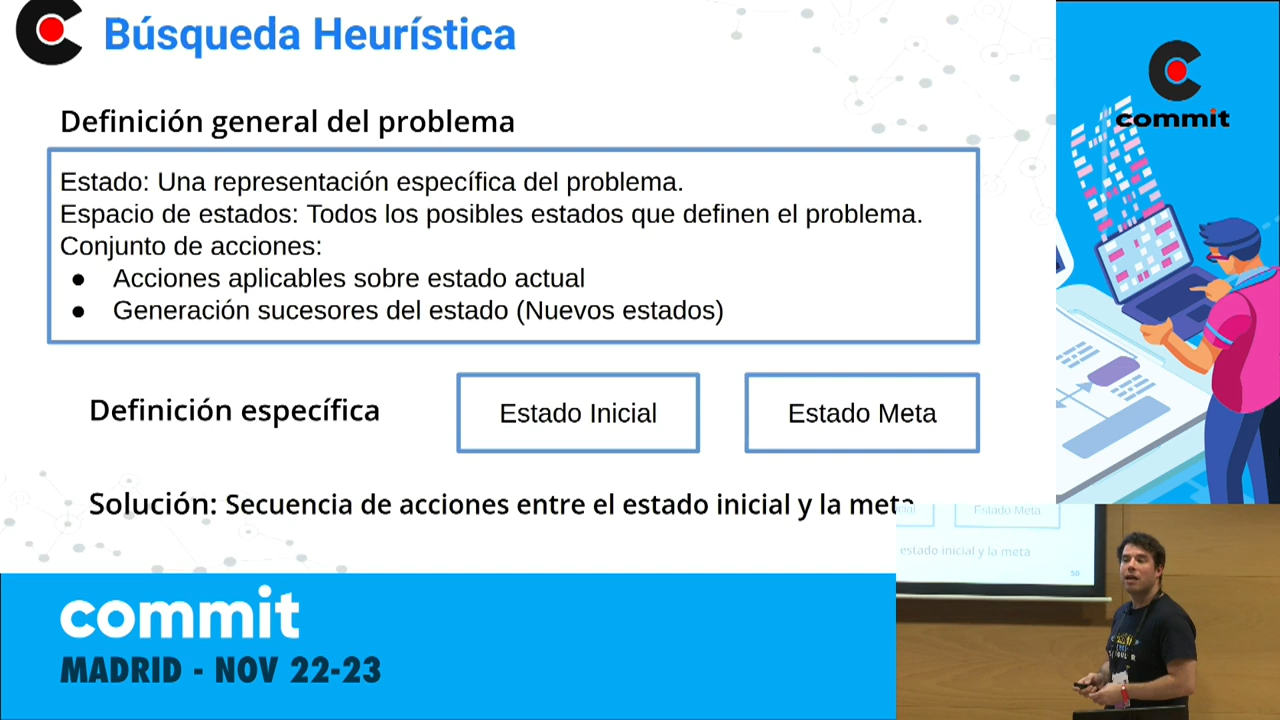 Búsqueda Heurística
commit
Definición general del problema
Estado: Una representación específica del problema.
Espacio de estados: Todos los posibles estados que definen el problema.
Conjunto de acciones:
● Acciones aplicables sobre estado actual
● Generación sucesores del estado (Nuevos estados)
Definición específica
Estado Inicial
Estado Meta
Solución: Secuencia de acciones entre el estado inicial y la meta
Estado Meta
estado inicial y la meta
50
commit
MADRID - NOV 22-23